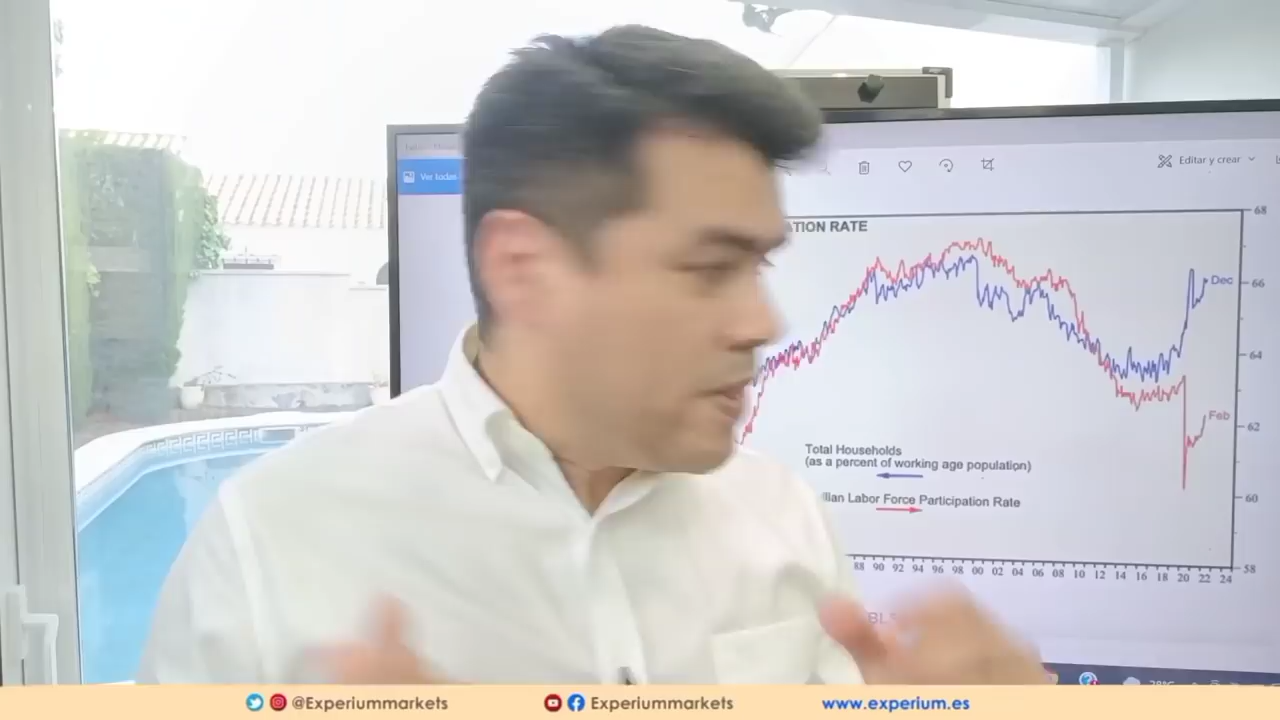 Ver todas
Editar y crear
ATION RATE
68
Dec
66
64
Feb
62
Total Households
(as a percent of working age population)
60
Labor Force Participation Rate
58
88 90 92 94 96 98 00 02 04 06 08 10 12 14 16 18 20 22 24
BLS
28°C
@Experiummarkets
Experiummarkets
www.experium.es